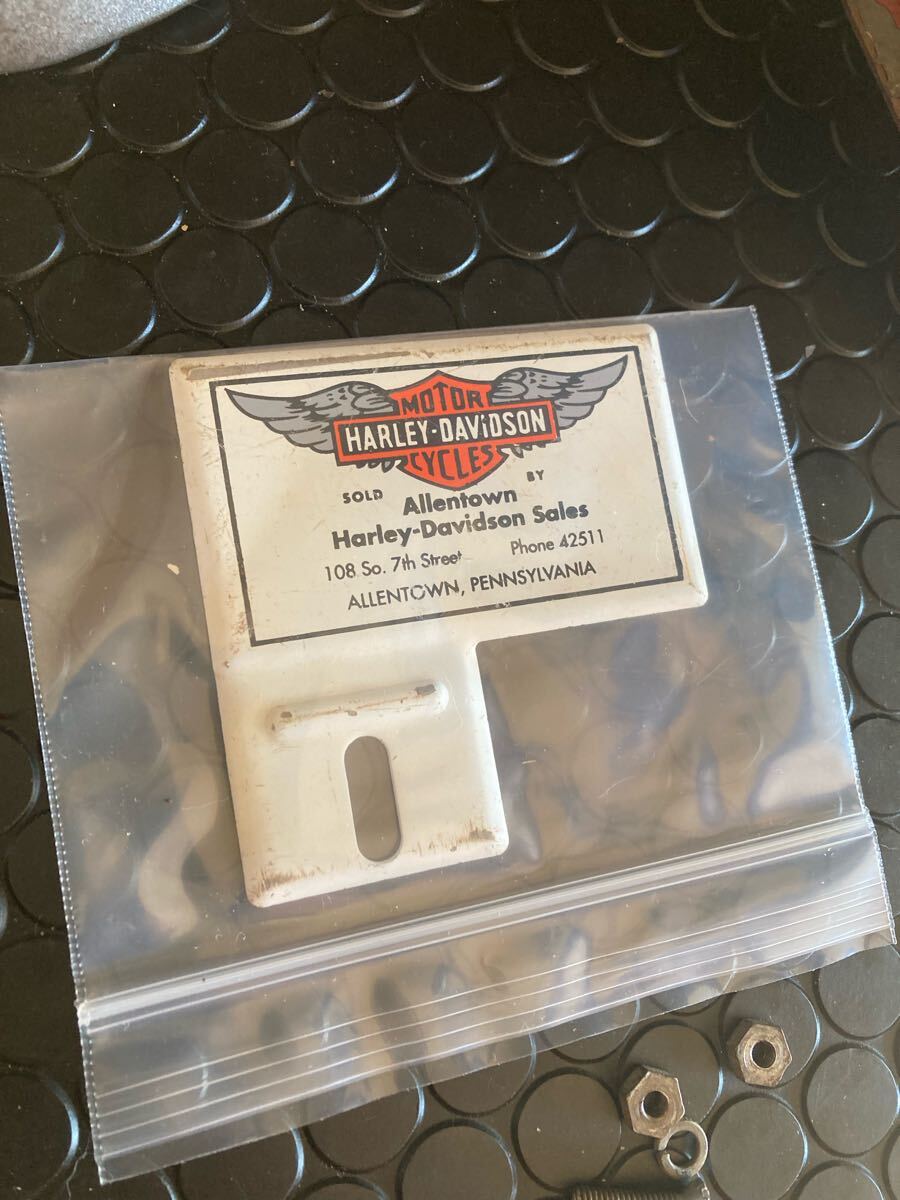 MOTOR
HARLEY-DAVIDSON
CYCLES
SOLD BY
Allentown
Harley-Davidson Sales
108 So. 7th Street Phone 42511
ALLENTOWN, PENNSYLVANIA